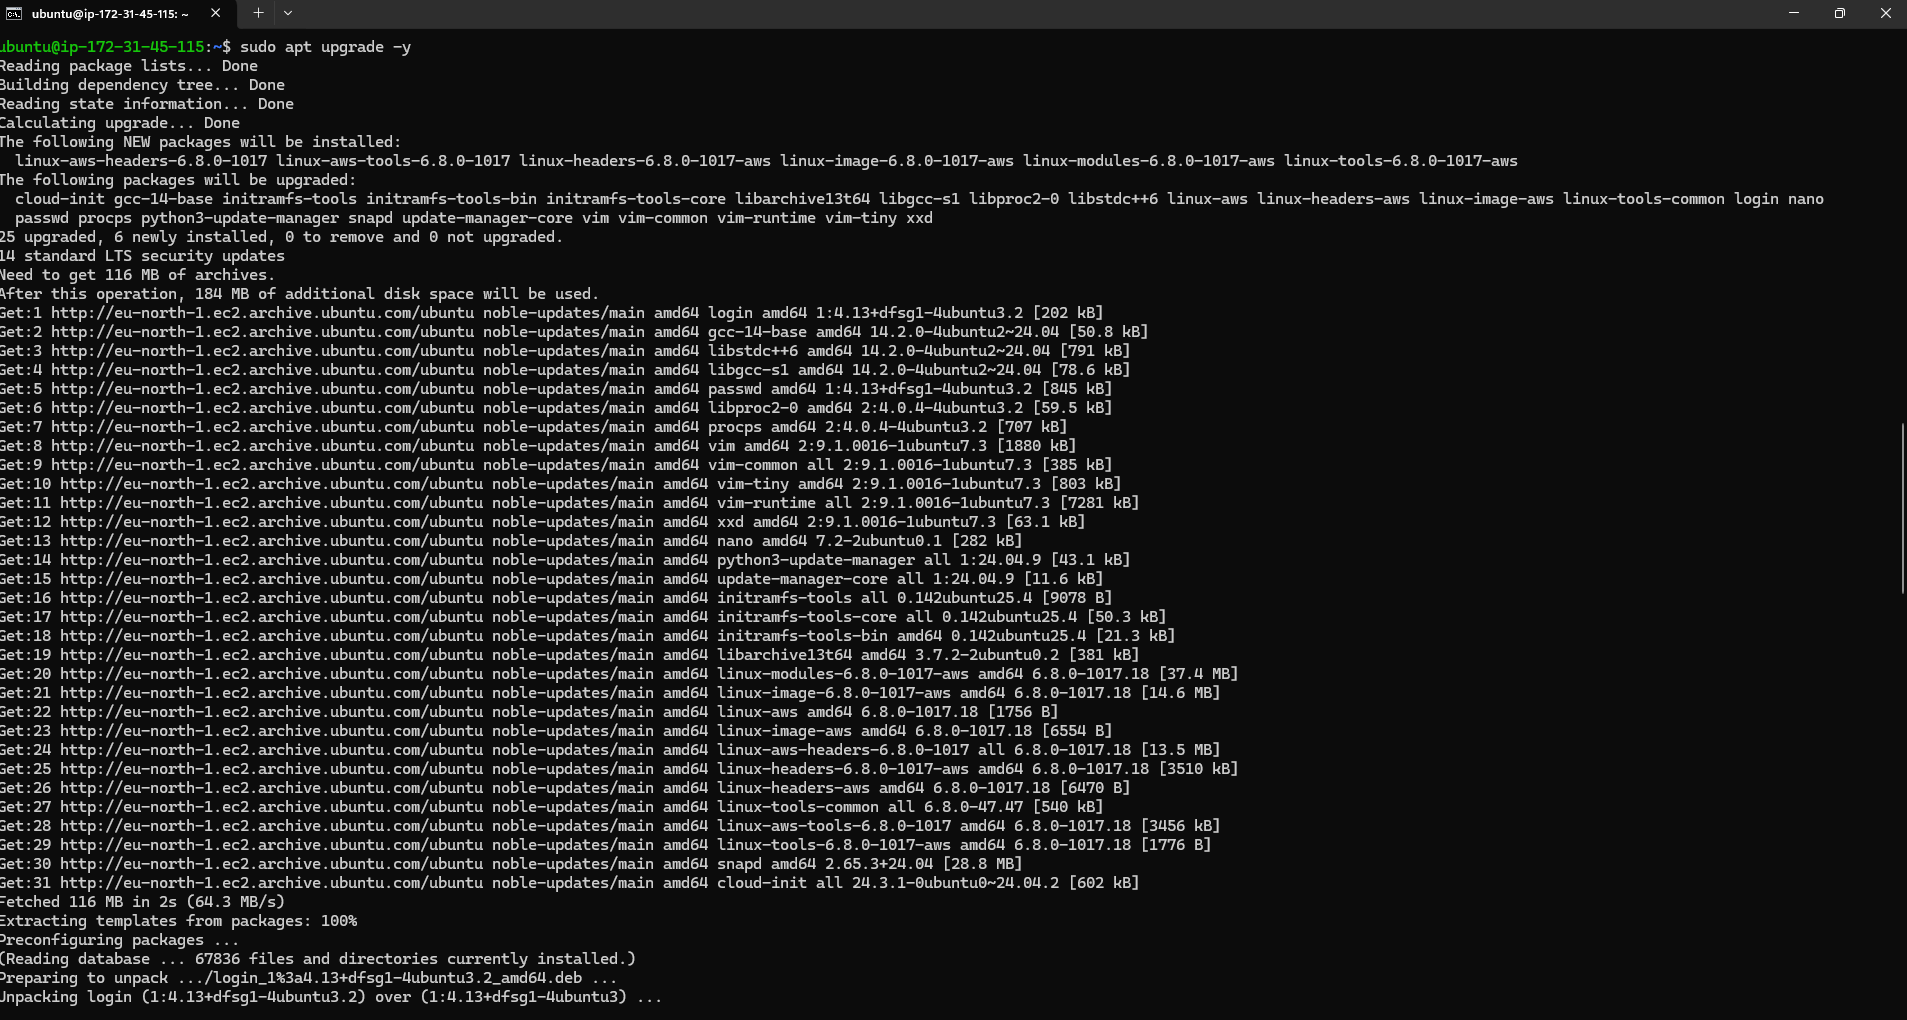 ubuntu@ip-172-31-45-115: ~
ubuntu@ip-172-31-45-115:~$ sudo apt upgrade -y
Reading package lists... Done
Building dependency tree... Done
Reading state information... Done
Calculating upgrade... Done
The following NEW packages will be installed:
linux-aws-headers-6.8.0-1017 linux-aws-tools-6.8.0-1017 linux-headers-6.8.0-1017-aws linux-image-6.8.0-1017-aws linux-modules-6.8.0-1017-aws linux-tools-6.8.0-1017-aws
The following packages will be upgraded:
cloud-init gcc-14-base initramfs-tools initramfs-tools-bin initramfs-tools-core libarchive13t64 libgcc-s1 libproc2-0 libstdc++6 linux-aws linux-headers-aws linux-image-aws linux-tools-common login nano
passwd procps python3-update-manager snapd update-manager-core vim vim-common vim-runtime vim-tiny xxd
25 upgraded, 6 newly installed, 0 to remove and 0 not upgraded.
14 standard LTS security updates
Need to get 116 MB of archives.
After this operation, 184 MB of additional disk space will be used.
Get:1 http://eu-north-1.ec2.archive.ubuntu.com/ubuntu noble-updates/main amd64 login amd64 1:4.13+dfsg1-4ubuntu3.2 [202 kB]
Get:2 http://eu-north-1.ec2.archive.ubuntu.com/ubuntu noble-updates/main amd64 gcc-14-base amd64 14.2.0-4ubuntu2~24.04 [50.8 kB]
Get:3 http://eu-north-1.ec2.archive.ubuntu.com/ubuntu noble-updates/main amd64 libstdc++6 amd64 14.2.0-4ubuntu2~24.04 [791 kB]
Get:4 http://eu-north-1.ec2.archive.ubuntu.com/ubuntu noble-updates/main amd64 libgcc-s1 amd64 14.2.0-4ubuntu2~24.04 [78.6 kB]
Get:5 http://eu-north-1.ec2.archive.ubuntu.com/ubuntu noble-updates/main amd64 passwd amd64 1:4.13+dfsg1-4ubuntu3.2 [845 kB]
Get:6 http://eu-north-1.ec2.archive.ubuntu.com/ubuntu noble-updates/main amd64 libproc2-0 amd64 2:4.0.4-4ubuntu3.2 [59.5 kB]
Get:7 http://eu-north-1.ec2.archive.ubuntu.com/ubuntu noble-updates/main amd64 procps amd64 2:4.0.4-4ubuntu3.2 [707 kB]
Get:8 http://eu-north-1.ec2.archive.ubuntu.com/ubuntu noble-updates/main amd64 vim amd64 2:9.1.0016-1ubuntu7.3 [1880 kB]
Get:9 http://eu-north-1.ec2.archive.ubuntu.com/ubuntu noble-updates/main amd64 vim-common all 2:9.1.0016-1ubuntu7.3 [385 kB]
Get:10 http://eu-north-1.ec2.archive.ubuntu.com/ubuntu noble-updates/main amd64 vim-tiny amd64 2:9.1.0016-1ubuntu7.3 [803 kB]
Get:11 http://eu-north-1.ec2.archive.ubuntu.com/ubuntu noble-updates/main amd64 vim-runtime all 2:9.1.0016-1ubuntu7.3 [7281 kB]
Get:12 http://eu-north-1.ec2.archive.ubuntu.com/ubuntu noble-updates/main amd64 xxd amd64 2:9.1.0016-1ubuntu7.3 [63.1 kB]
Get:13 http://eu-north-1.ec2.archive.ubuntu.com/ubuntu noble-updates/main amd64 nano amd64 7.2-2ubuntu0.1 [282 kB]
Get:14 http://eu-north-1.ec2.archive.ubuntu.com/ubuntu noble-updates/main amd64 python3-update-manager all 1:24.04.9 [43.1 kB]
Get:15 http://eu-north-1.ec2.archive.ubuntu.com/ubuntu noble-updates/main amd64 update-manager-core all 1:24.04.9 [11.6 kB]
Get:16 http://eu-north-1.ec2.archive.ubuntu.com/ubuntu noble-updates/main amd64 initramfs-tools all 0.142ubuntu25.4 [9078 B]
Get:17 http://eu-north-1.ec2.archive.ubuntu.com/ubuntu noble-updates/main amd64 initramfs-tools-core all 0.142ubuntu25.4 [50.3 kB]
Get:18 http://eu-north-1.ec2.archive.ubuntu.com/ubuntu noble-updates/main amd64 initramfs-tools-bin amd64 0.142ubuntu25.4 [21.3 kB]
Get:19 http://eu-north-1.ec2.archive.ubuntu.com/ubuntu noble-updates/main amd64 libarchive13t64 amd64 3.7.2-2ubuntu0.2 [381 kB]
Get:20 http://eu-north-1.ec2.archive.ubuntu.com/ubuntu noble-updates/main amd64 linux-modules-6.8.0-1017-aws amd64 6.8.0-1017.18 [37.4 MB]
Get:21 http://eu-north-1.ec2.archive.ubuntu.com/ubuntu noble-updates/main amd64 linux-image-6.8.0-1017-aws amd64 6.8.0-1017.18 [14.6 MB]
Get:22 http://eu-north-1.ec2.archive.ubuntu.com/ubuntu noble-updates/main amd64 linux-aws amd64 6.8.0-1017.18 [1756 B]
Get:23 http://eu-north-1.ec2.archive.ubuntu.com/ubuntu noble-updates/main amd64 linux-image-aws amd64 6.8.0-1017.18 [6554 B]
Get:24 http://eu-north-1.ec2.archive.ubuntu.com/ubuntu noble-updates/main amd64 linux-aws-headers-6.8.0-1017 all 6.8.0-1017.18 [13.5 MB]
Get:25 http://eu-north-1.ec2.archive.ubuntu.com/ubuntu noble-updates/main amd64 linux-headers-6.8.0-1017-aws amd64 6.8.0-1017.18 [3510 kB]
Get:26 http://eu-north-1.ec2.archive.ubuntu.com/ubuntu noble-updates/main amd64 linux-headers-aws amd64 6.8.0-1017.18 [6470 B]
Get:27 http://eu-north-1.ec2.archive.ubuntu.com/ubuntu noble-updates/main amd64 linux-tools-common all 6.8.0-47.47 [540 kB]
Get:28 http://eu-north-1.ec2.archive.ubuntu.com/ubuntu noble-updates/main amd64 linux-aws-tools-6.8.0-1017 amd64 6.8.0-1017.18 [3456 kB]
Get:29 http://eu-north-1.ec2.archive.ubuntu.com/ubuntu noble-updates/main amd64 linux-tools-6.8.0-1017-aws amd64 6.8.0-1017.18 [1776 B]
Get:30 http://eu-north-1.ec2.archive.ubuntu.com/ubuntu noble-updates/main amd64 snapd amd64 2.65.3+24.04 [28.8 MB]
Get:31 http://eu-north-1.ec2.archive.ubuntu.com/ubuntu noble-updates/main amd64 cloud-init all 24.3.1-0ubuntu0~24.04.2 [602 kB]
Fetched 116 MB in 2s (64.3 MB/s)
Extracting templates from packages: 100%
Preconfiguring packages ...
(Reading database ... 67836 files and directories currently installed.)
Preparing to unpack .../login_1%3a4.13+dfsg1-4ubuntu3.2_amd64.deb ...
Unpacking login (1:4.13+dfsg1-4ubuntu3.2) over (1:4.13+dfsg1-4ubuntu3) ...